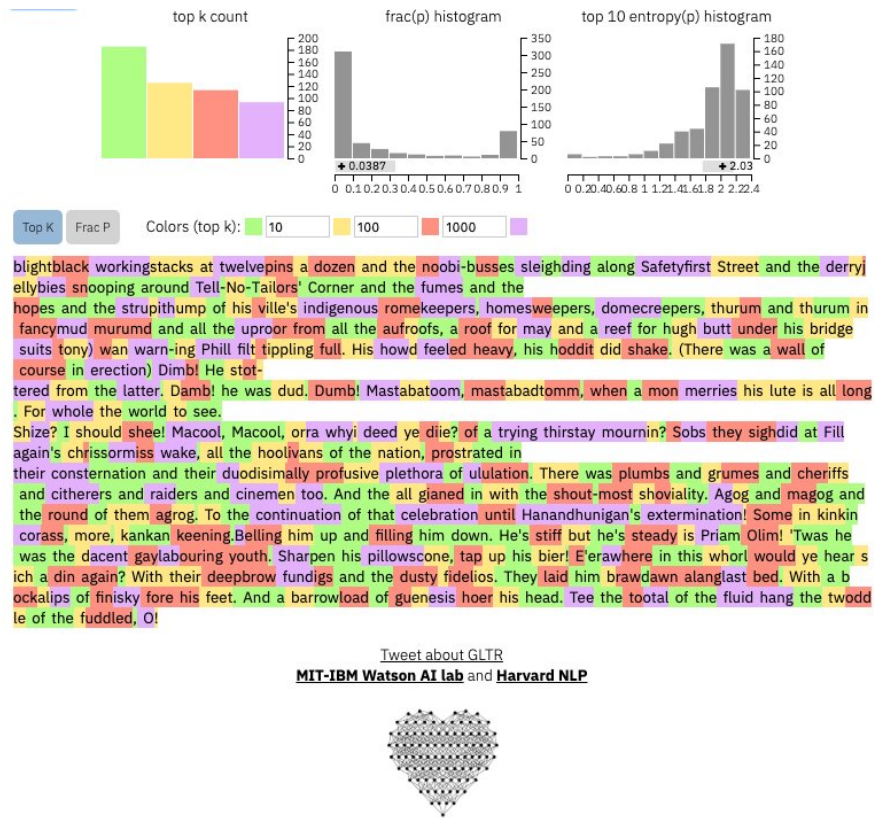 top k count
frac(p) histogram
top 10 entropy(p) histogram
200
180
160
140
120
100
80
60
40
20
0
350
300
250
200
150
100
50
0
180
160
140
120
100
80
60
40
20
0
+ 0.0387
+ 2.03
0 0.1 0.2 0.3 0.4 0.5 0.6 0.7 0.8 0.9 1
0 0.2 0.4 0.6 0.8 1 1.2 1.4 1.6 1.8 2 2.2 2.4
Top K Frac P Colors (top k): 10 100 1000
blightblack workingstacks at twelvepins a dozen and the noobi-busses sleighding along Safetyfirst Street and the derryj
ellybies snooping around Tell-No-Tailors' Corner and the fumes and the
hopes and the strupithump of his ville's indigenous romekeepers, homesweepers, domecreepers, thurum and thurum in
fancymud murumd and all the uproor from all the aufroofs, a roof for may and a reef for hugh butt under his bridge
suits tony) wan warn-ing Phill filt tippling full. His howd feeled heavy, his hoddit did shake. (There was a wall of
course in erection) Dimb! He stot-
tered from the latter. Damb! he was dud. Dumb! Mastabatoom, mastabadtomm, when a mon merries his lute is all long
. For whole the world to see.
Shize? I should shee! Macool, Macool, orra whyi deed ye diie? of a trying thirstay mournin? Sobs they sighdid at Fill
again's chrissormiss wake, all the hoolivans of the nation, prostrated in
their consternation and their duodisimally profusive plethora of ululation. There was plumbs and grumes and cheriffs
and citherers and raiders and cinemen too. And the all gianed in with the shout-most shoviality. Agog and magog and
the round of them agrog. To the continuation of that celebration until Hanandhunigan's extermination! Some in kinkin
corass, more, kankan keening.Belling him up and filling him down. He's stiff but he's steady is Priam Olim! 'Twas he
was the dacent gaylabouring youth. Sharpen his pillowscone, tap up his bier! E'erawhere in this whorl would ye hear s
ich a din again? With their deepbrow fundigs and the dusty fidelios. They laid him brawdawn alanglast bed. With a b
ockalips of finisky fore his feet. And a barrowload of guenesis hoer his head. Tee the tootal of the fluid hang the twodd
le of the fuddled, O!
Tweet about GLTR
MIT-IBM Watson AI lab and Harvard NLP